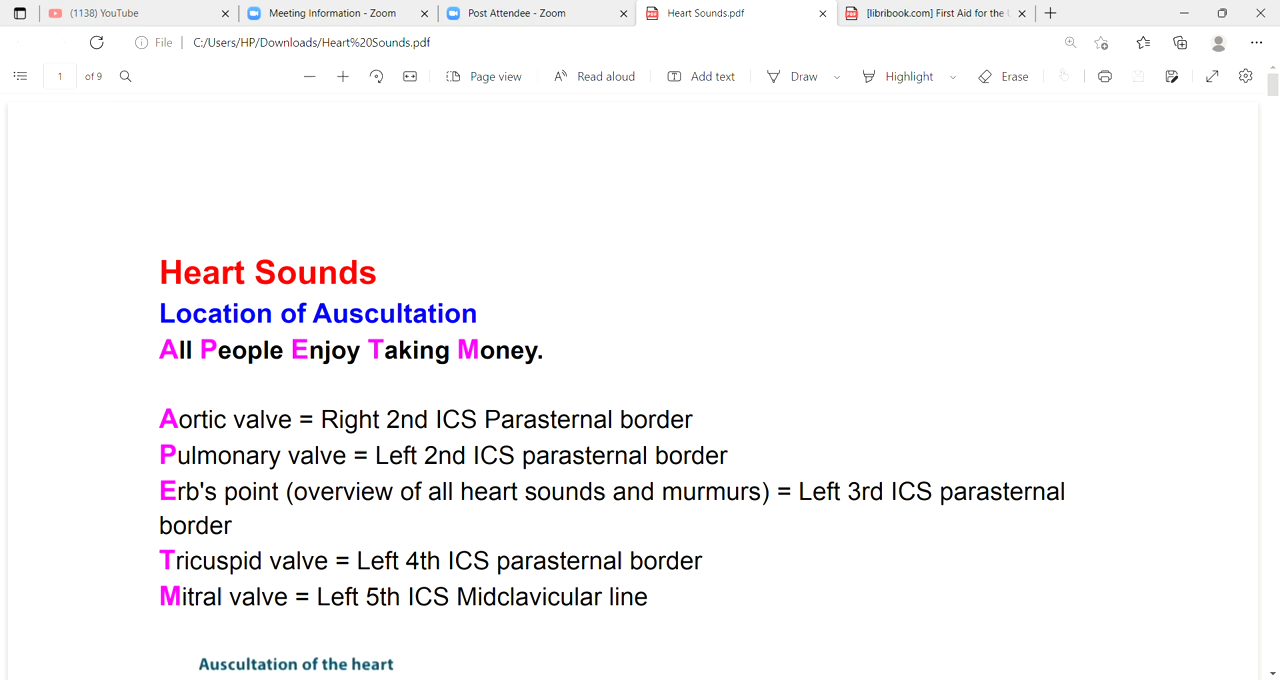 (1138) YouTube
Meeting Information - Zoom
Post Attendee - Zoom
Heart Sounds.pdf
[libribook.com] First Aid for the
File
C:/Users/HP/Downloads/Heart%20Sounds.pdf
1 of 9
Page view
Read aloud
Add text
Draw
Highlight
Erase
Heart Sounds
Location of Auscultation
All People Enjoy Taking Money.
Aortic valve = Right 2nd ICS Parasternal border
Pulmonary valve = Left 2nd ICS parasternal border
Erb's point (overview of all heart sounds and murmurs) = Left 3rd ICS parasternal
border
Tricuspid valve = Left 4th ICS parasternal border
Mitral valve = Left 5th ICS Midclavicular line
Auscultation of the heart